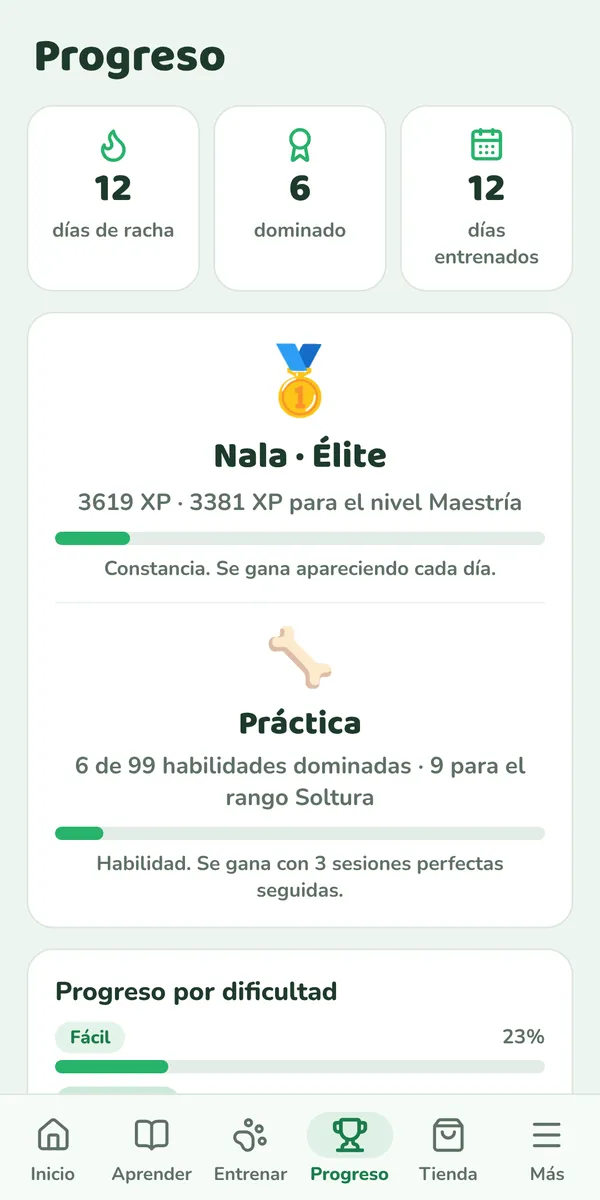 Progreso
12
días de racha
6
dominado
12
días
entrenados
1
Nala · Élite
3619 XP · 3381 XP para el nivel Maestría
Constancia. Se gana apareciendo cada día.
Práctica
6 de 99 habilidades dominadas · 9 para el
rango Soltura
Habilidad. Se gana con 3 sesiones perfectas
seguidas.
Progreso por dificultad
Fácil 23%
Inicio Aprender Entrenar Progreso Tienda Más